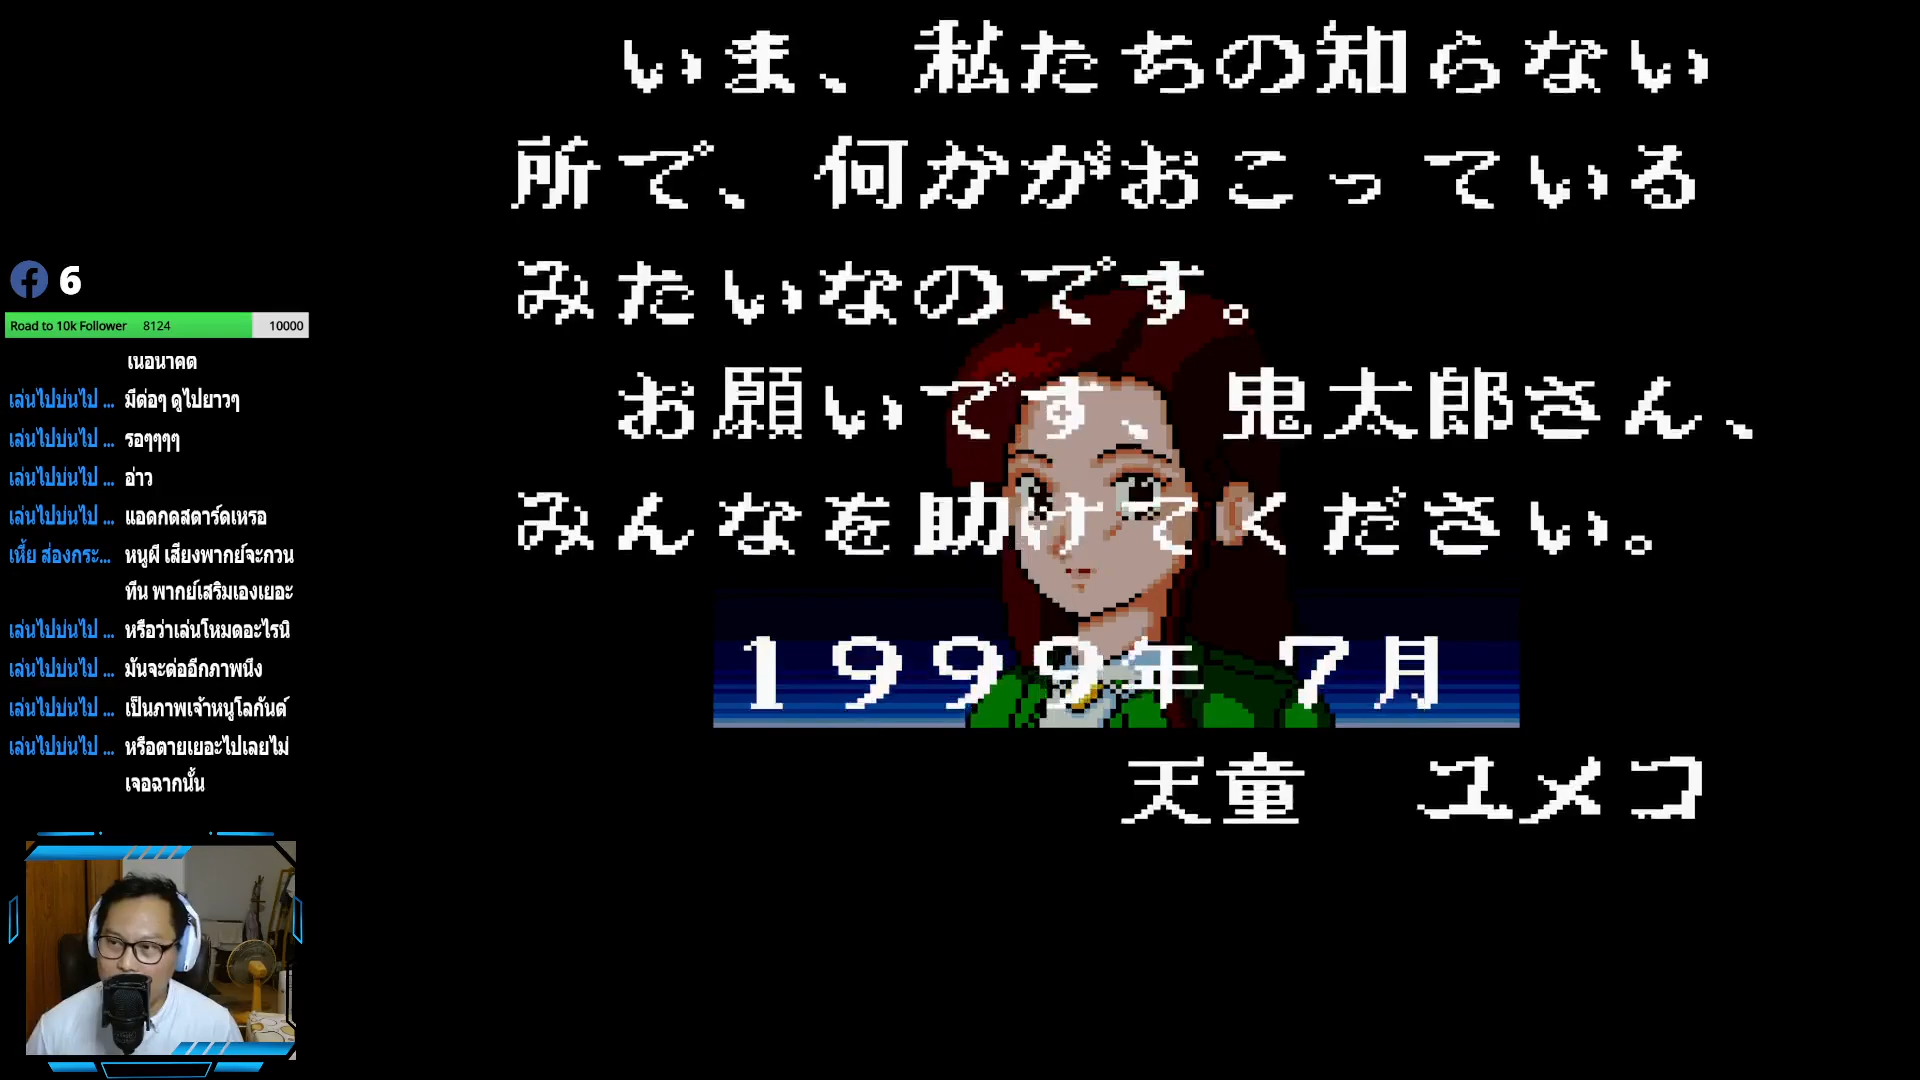 いま、私たちの知らない
所で、何かがおこっている
みたいなのです。
お願いです、鬼太郎さん、
みんなを助けてください。
1999年 7月
天童 ユメコ
6
Road to 10k Follower 8124 10000
เนอนาคต
เล่นไปบ่นไป ... มีต่อๆ ดูไปยาวๆ
เล่นไปบ่นไป ... รอๆๆๆๆ
เล่นไปบ่นไป ... อ่าว
เล่นไปบ่นไป ... แอดกดสตาร์ดเหรอ
เหี้ย ส่องกระ... หนูผี เสียงพากย์จะกวน
ทีน พากย์เสริมเองเยอะ
เล่นไปบ่นไป ... หรือว่าเล่นโหมดอะไรนิ
เล่นไปบ่นไป ... มันจะต่ออีกภาพนึง
เล่นไปบ่นไป ... เป็นภาพเจ้าหนูโลกันต์
เล่นไปบ่นไป ... หรือตายเยอะไปเลยไม่
เจอฉากนั้น